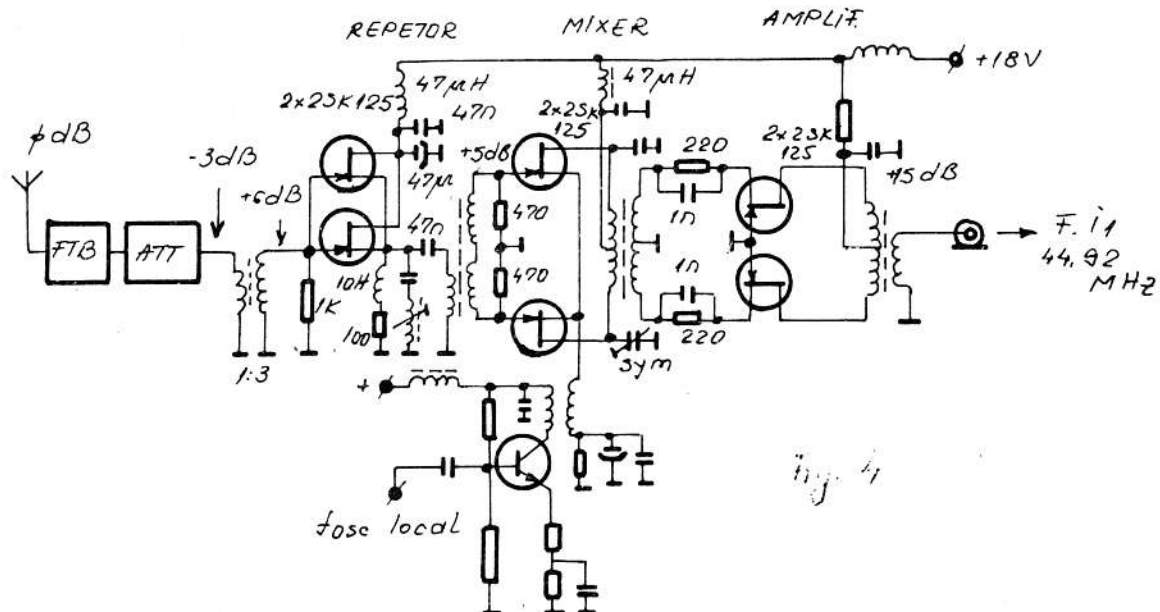 REPETOR
MIXER
AMPLiF.
+18V
47µH
47µH
2x2SK125
47n
47µ
2x2SK
125
2x2SK
125
ϕdB
-3dB
+6dB
+5dB
+15dB
FTB
ATT
47n
470
470
220
1n
1n
220
F.i1
44.92
MHz
1K
10H
100
1:3
sym
+
fosc local
fig. 4